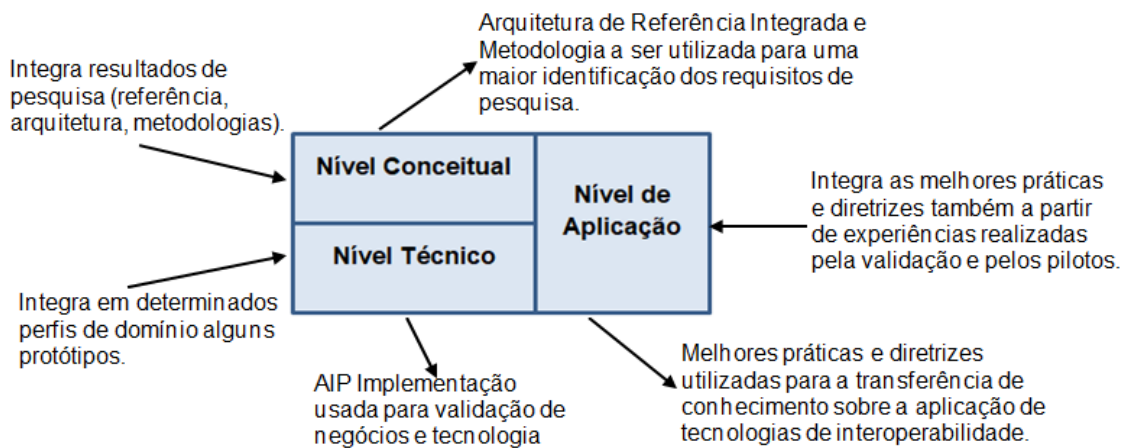 Arquitetura de Referência Integrada e
Metodologia a ser utilizada para uma
maior identificação dos requisitos de
pesquisa.
Integra resultados de
pesquisa (referência,
arquitetura, metodologias).
Nível Conceitual
Nível de
Aplicação
Nível Técnico
Integra as melhores práticas
e diretrizes também a partir
de experiências realizadas
pela validação e pelos pilotos.
Integra em determinados
perfis de domínio alguns
protótipos.
AIP Implementação
usada para validação de
negócios e tecnologia
Melhores práticas e diretrizes
utilizadas para a transferência de
conhecimento sobre a aplicação de
tecnologias de interoperabilidade.